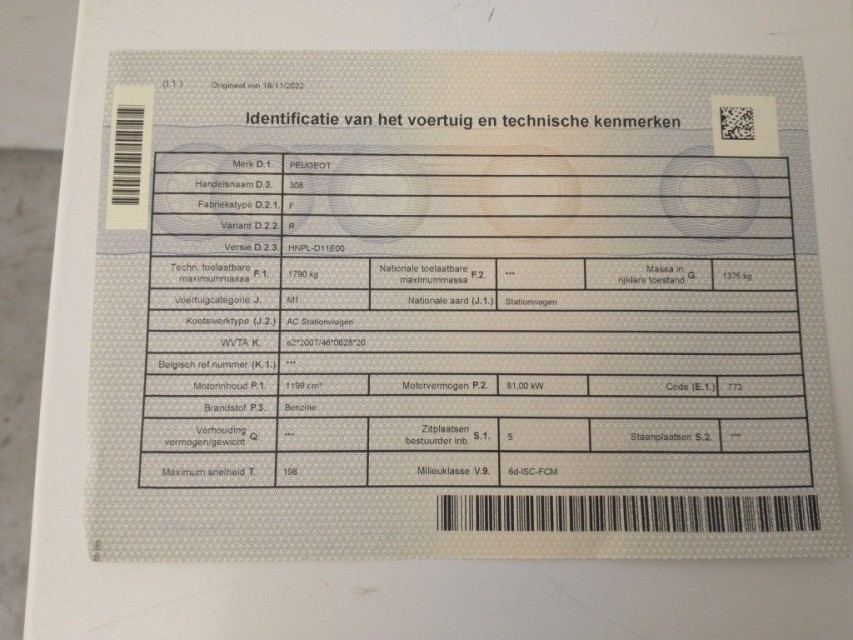 (I.1.) Origineel van 16/11/2022
Identificatie van het voertuig en technische kenmerken
Merk D.1. PEUGEOT
Handelsnaam D.3. 308
Fabriekstype D.2.1. F
Variant D.2.2. R
Versie D.2.3. HNPL-D11E00
Techn. toelaatbare maximummassa F.1. 1790 kg Nationale toelaatbare maximummassa F.2. *** Massa in rijklare toestand G. 1375 kg
Voertuigcategorie J. M1 Nationale aard (J.1.) Stationwagen
Koetswerktype (J.2.) AC Stationwagen
WVTA K. e2*2007/46*0628*20
Belgisch ref.nummer (K.1.) ***
Motorinhoud P.1. 1199 cm³ Motorvermogen P.2. 81,00 kW Code (E.1.) 773
Brandstof P.3. Benzine
Verhouding vermogen/gewicht Q. *** Zitplaatsen bestuurder inb. S.1. 5 Staanplaatsen S.2. ***
Maximum snelheid T. 198 Milieuklasse V.9. 6d-ISC-FCM